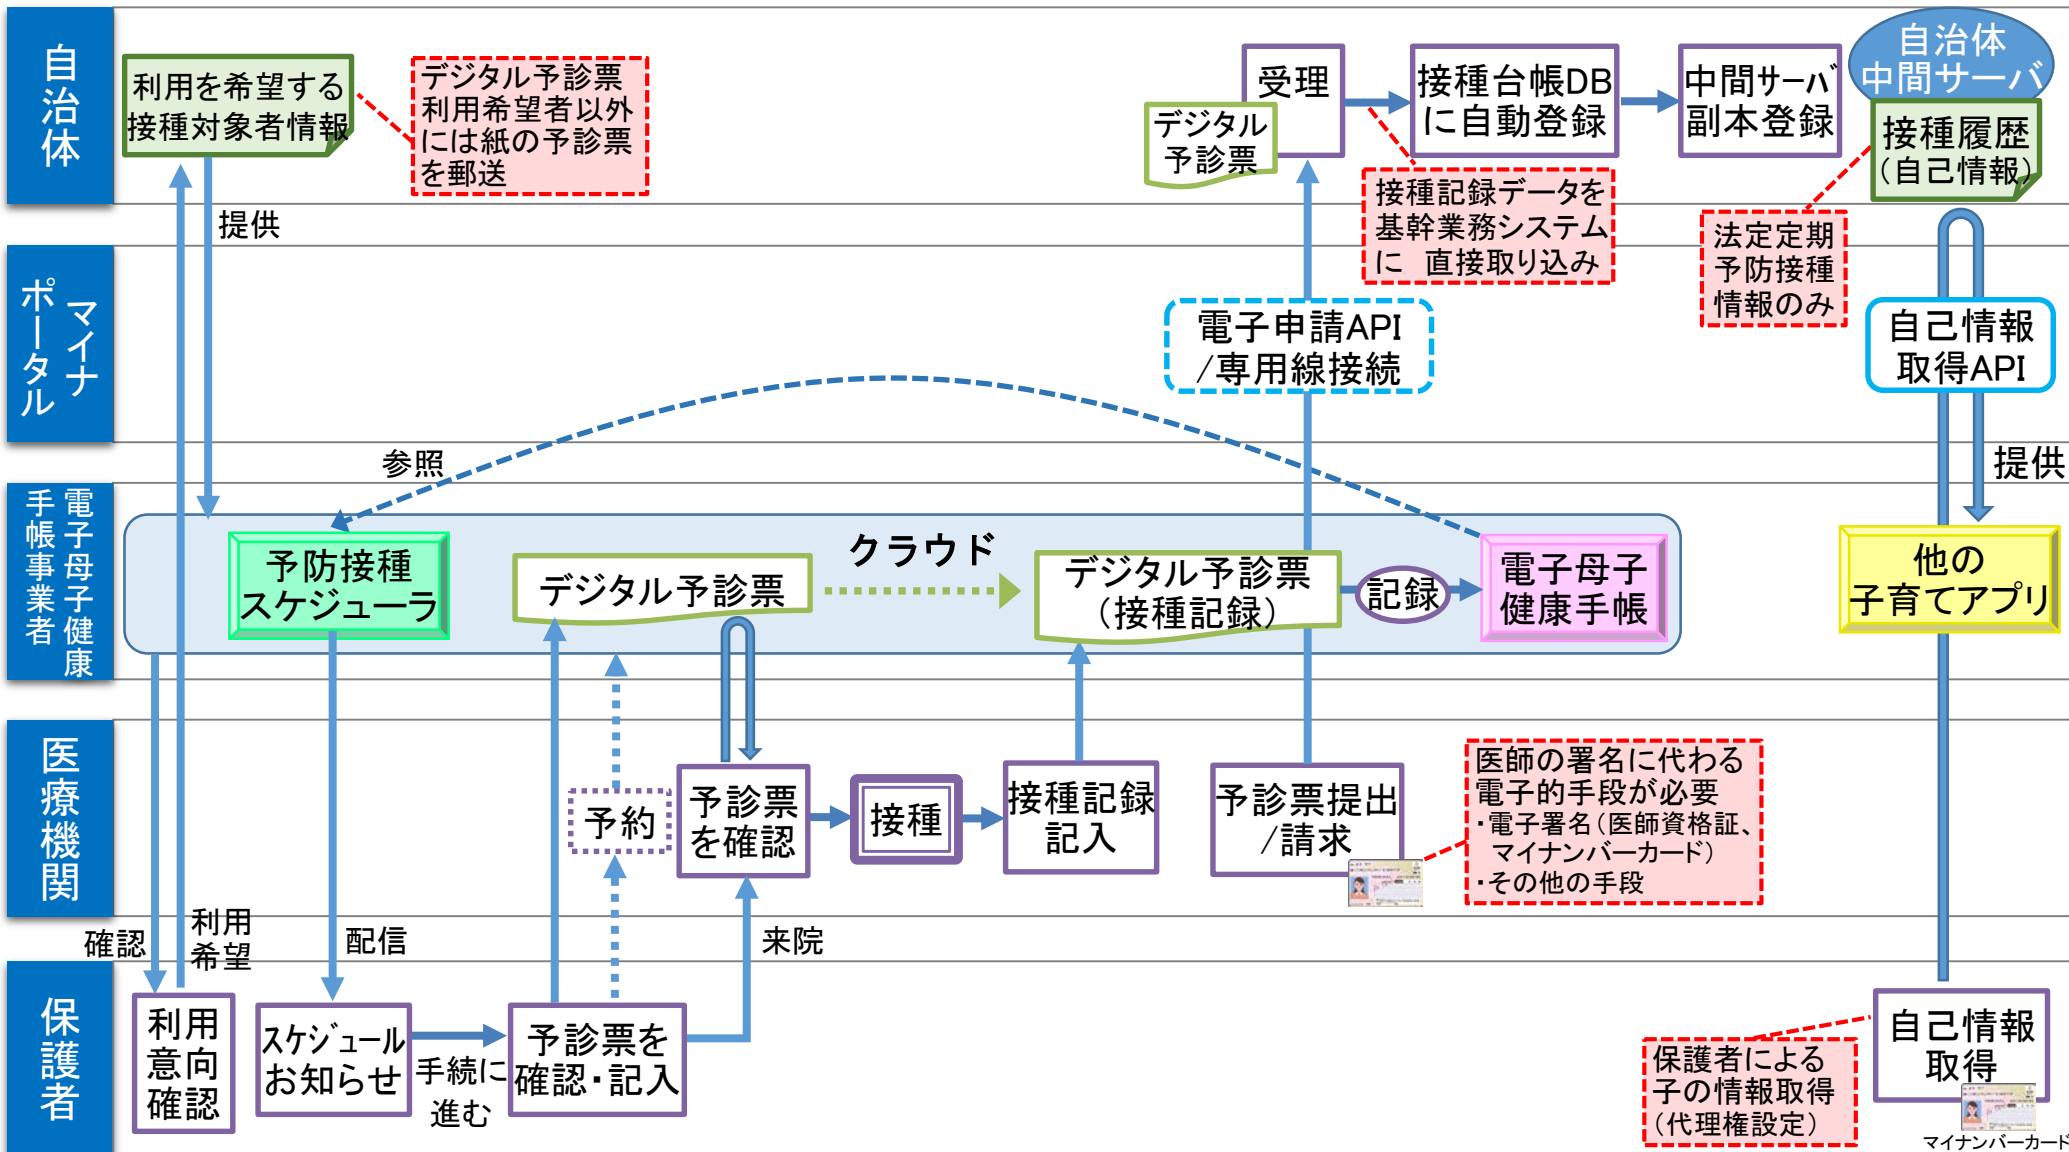 自治体
利用を希望する
接種対象者情報
デジタル予診票
利用希望者以外
には紙の予診票
を郵送
受理
デジタル
予診票
接種台帳DB
に自動登録
中間サーバ
副本登録
自治体
中間サーバ
接種履歴
(自己情報)
提供
接種記録データを
基幹業務システム
に 直接取り込み
法定定期
予防接種
情報のみ
マイナ
ポータル
電子申請API
/専用線接続
自己情報
取得API
参照
提供
電子母子健康
手帳事業者
予防接種
スケジューラ
デジタル予診票
クラウド
デジタル予診票
(接種記録)
記録
電子母子
健康手帳
他の
子育てアプリ
医療機関
予約
予診票
を確認
接種
接種記録
記入
予診票提出
/請求
医師の署名に代わる
電子的手段が必要
・電子署名(医師資格証、
マイナンバーカード)
・その他の手段
確認
利用
希望
配信
来院
保護者
利用
意向
確認
スケジュール
お知らせ
手続に
進む
予診票を
確認・記入
保護者による
子の情報取得
(代理権設定)
自己情報
取得
マイナンバーカード